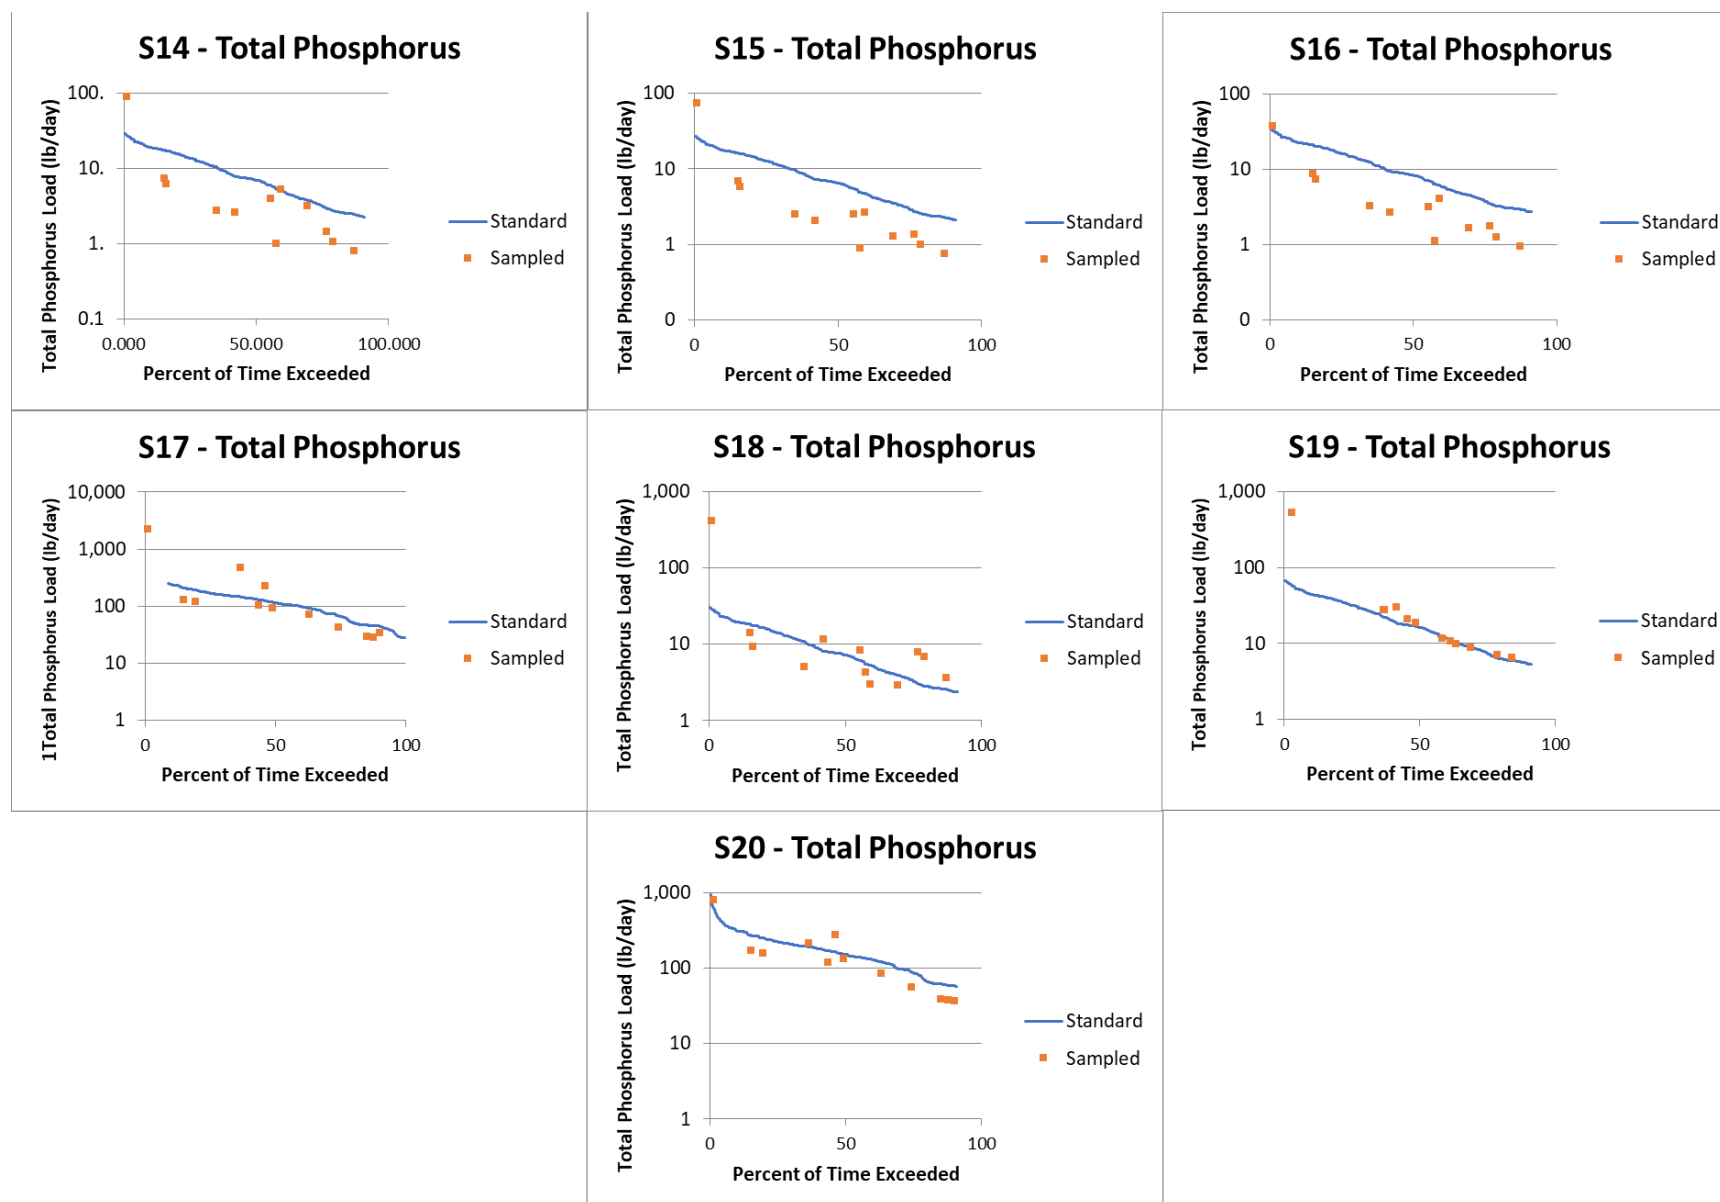 S14 - Total Phosphorus
Total Phosphorus Load (lb/day)
100.
10.
1.
0.1
0.000
50.000
100.000
Percent of Time Exceeded
Standard
Sampled
S15 - Total Phosphorus
Total Phosphorus Load (lb/day)
100
10
1
0
0
50
100
Percent of Time Exceeded
Standard
Sampled
S16 - Total Phosphorus
Total Phosphorus Load (lb/day)
100
10
1
0
0
50
100
Percent of Time Exceeded
Standard
Sampled
S17 - Total Phosphorus
1Total Phosphorus Load (lb/day)
10,000
1,000
100
10
1
0
50
100
Percent of Time Exceeded
Standard
Sampled
S18 - Total Phosphorus
Total Phosphorus Load (lb/day)
1,000
100
10
1
0
50
100
Percent of Time Exceeded
Standard
Sampled
S19 - Total Phosphorus
Total Phosphorus Load (lb/day)
1,000
100
10
1
0
50
100
Percent of Time Exceeded
Standard
Sampled
S20 - Total Phosphorus
Total Phosphorus Load (lb/day)
1,000
100
10
1
0
50
100
Percent of Time Exceeded
Standard
Sampled